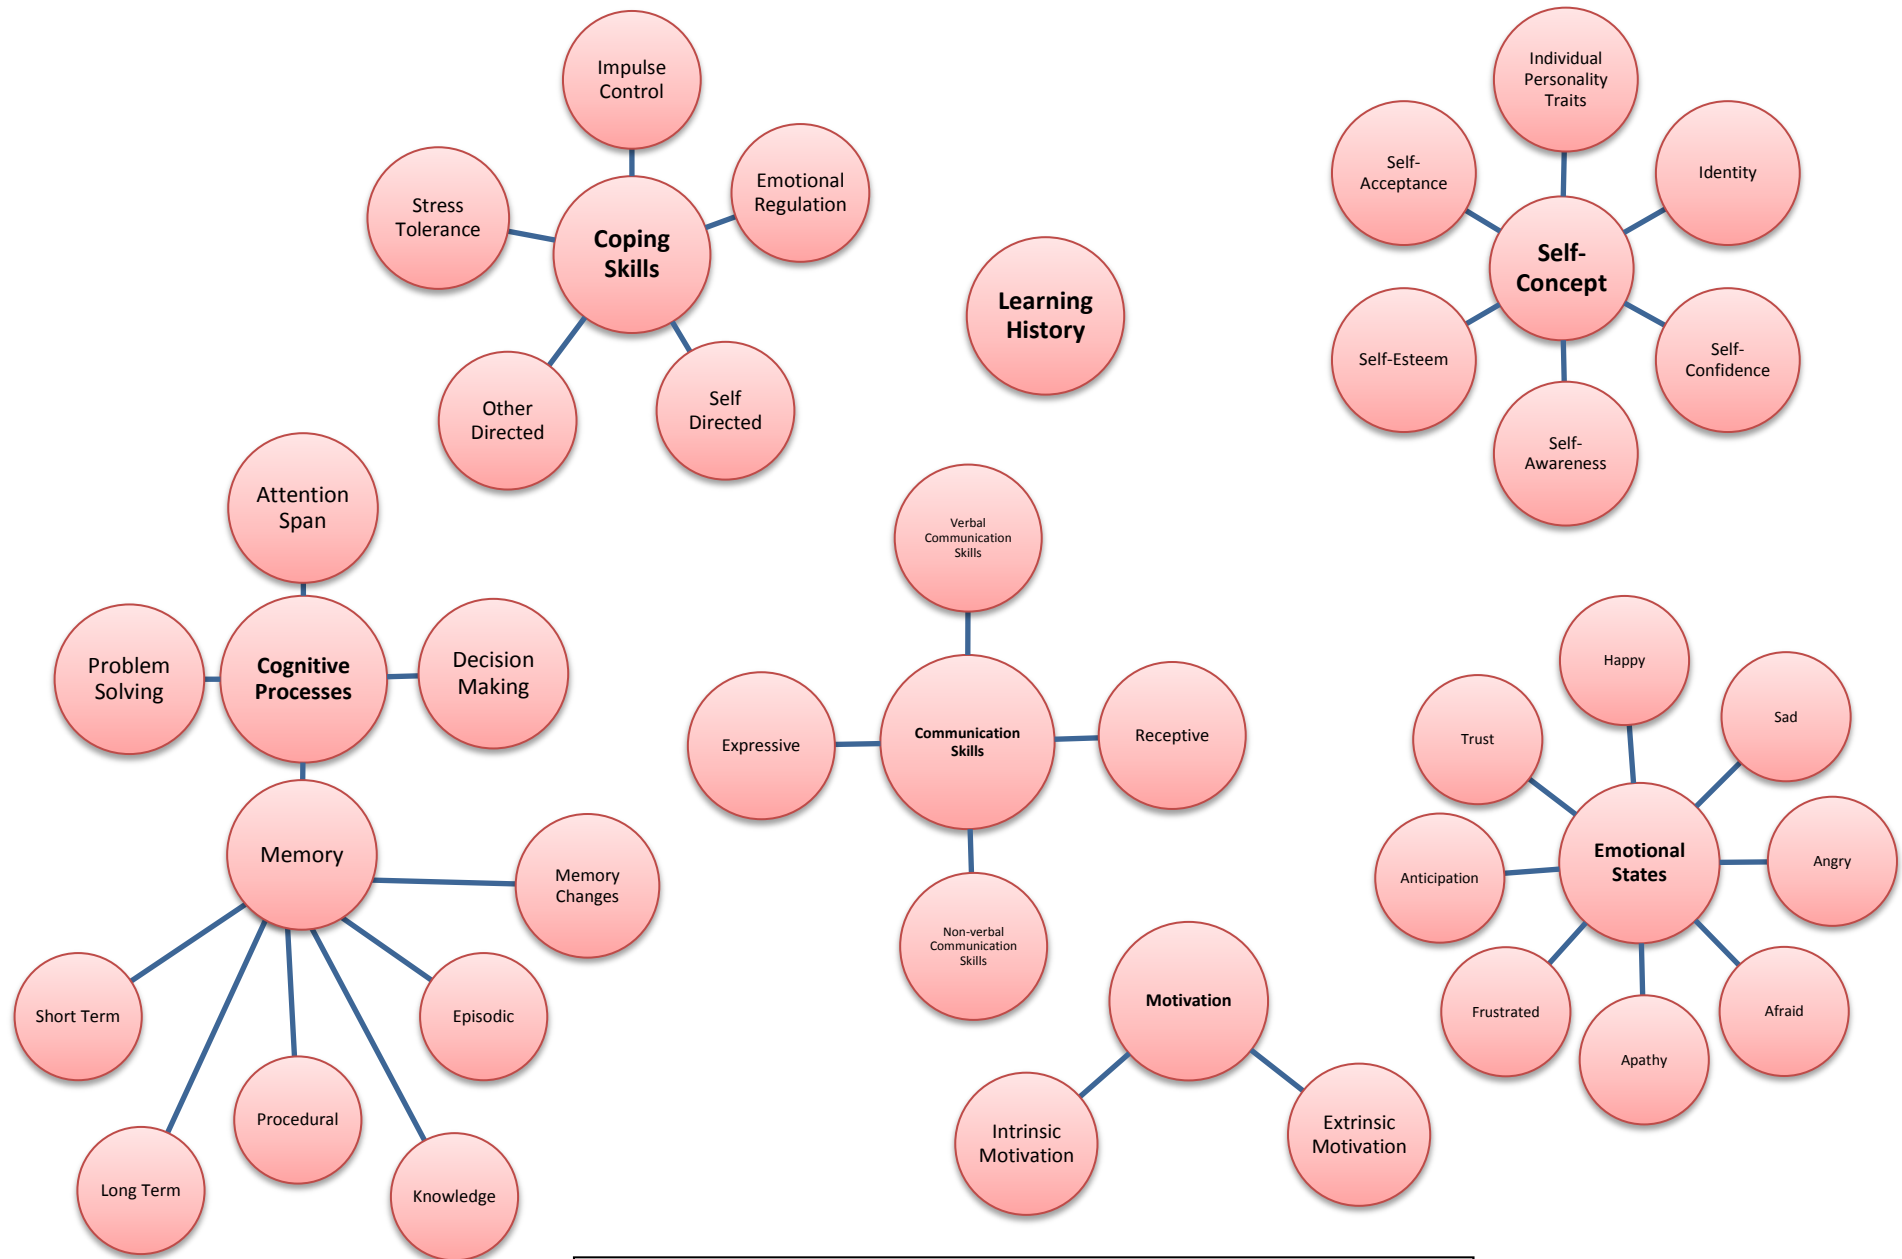 Impulse
Control
Emotional
Regulation
Stress
Tolerance
Coping
Skills
Other
Directed
Self
Directed
Learning
History
Individual
Personality
Traits
Self-
Acceptance
Identity
Self-
Concept
Self-Esteem
Self-
Confidence
Self-
Awareness
Attention
Span
Problem
Solving
Cognitive
Processes
Decision
Making
Memory
Memory
Changes
Short Term
Episodic
Procedural
Long Term
Knowledge
Verbal
Communication
Skills
Expressive
Communication
Skills
Receptive
Non-verbal
Communication
Skills
Motivation
Intrinsic
Motivation
Extrinsic
Motivation
Happy
Sad
Trust
Anticipation
Emotional
States
Angry
Frustrated
Afraid
Apathy